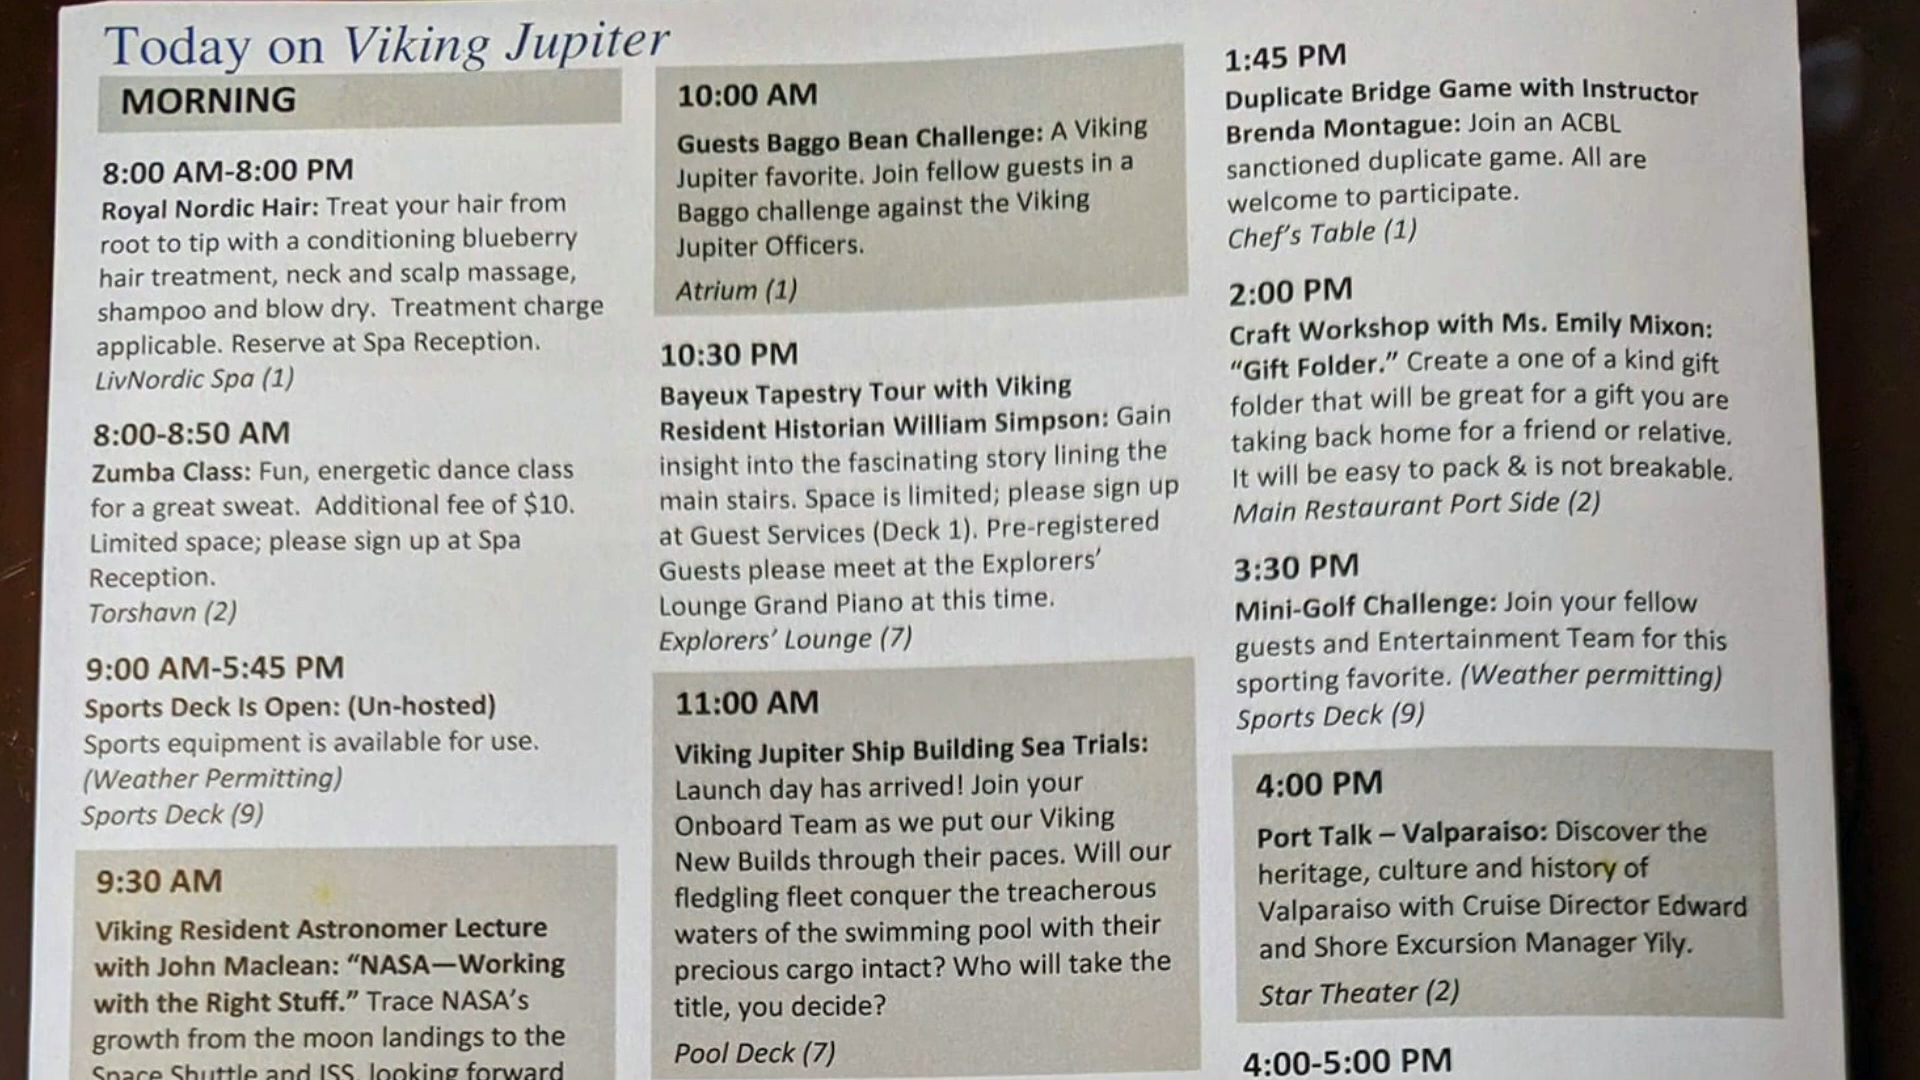 Today on Viking Jupiter
MORNING
8:00 AM-8:00 PM
Royal Nordic Hair: Treat your hair from
root to tip with a conditioning blueberry
hair treatment, neck and scalp massage,
shampoo and blow dry.  Treatment charge
applicable. Reserve at Spa Reception.
LivNordic Spa (1)
8:00-8:50 AM
Zumba Class: Fun, energetic dance class
for a great sweat.  Additional fee of $10.
Limited space; please sign up at Spa
Reception.
Torshavn (2)
9:00 AM-5:45 PM
Sports Deck Is Open: (Un-hosted)
Sports equipment is available for use.
(Weather Permitting)
Sports Deck (9)
9:30 AM
Viking Resident Astronomer Lecture
with John Maclean: “NASA—Working
with the Right Stuff.” Trace NASA’s
growth from the moon landings to the
Space Shuttle and ISS, looking forward
10:00 AM
Guests Baggo Bean Challenge: A Viking
Jupiter favorite. Join fellow guests in a
Baggo challenge against the Viking
Jupiter Officers.
Atrium (1)
10:30 PM
Bayeux Tapestry Tour with Viking
Resident Historian William Simpson: Gain
insight into the fascinating story lining the
main stairs. Space is limited; please sign up
at Guest Services (Deck 1). Pre-registered
Guests please meet at the Explorers’
Lounge Grand Piano at this time.
Explorers’ Lounge (7)
11:00 AM
Viking Jupiter Ship Building Sea Trials:
Launch day has arrived! Join your
Onboard Team as we put our Viking
New Builds through their paces. Will our
fledgling fleet conquer the treacherous
waters of the swimming pool with their
precious cargo intact? Who will take the
title, you decide?
Pool Deck (7)
1:45 PM
Duplicate Bridge Game with Instructor
Brenda Montague: Join an ACBL
sanctioned duplicate game. All are
welcome to participate.
Chef’s Table (1)
2:00 PM
Craft Workshop with Ms. Emily Mixon:
“Gift Folder.” Create a one of a kind gift
folder that will be great for a gift you are
taking back home for a friend or relative.
It will be easy to pack & is not breakable.
Main Restaurant Port Side (2)
3:30 PM
Mini-Golf Challenge: Join your fellow
guests and Entertainment Team for this
sporting favorite. (Weather permitting)
Sports Deck (9)
4:00 PM
Port Talk – Valparaiso: Discover the
heritage, culture and history of
Valparaiso with Cruise Director Edward
and Shore Excursion Manager Yily.
Star Theater (2)
4:00-5:00 PM